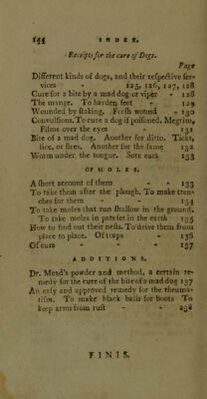 144 INDEX.
Receipts for the cure of Dogs.
Page
Different kinds of dogs, and their respective ser-
vices - 125, 126, 127, 128
Cure for a bite by a mad dog or viper - 128
The mange. To harden feet - 129
Wounded by staking. Fresh wound - 130
Convulsions. To cure a dog if poisoned. Megrim,
Films over the eyes - 131
Bite of a mad dog. Another for ditto. Ticks,
lice, or fleas. Another for the same 132
Worm under the tongue. Sore ears 133
OF MOLES.
A short account of them - - 133
To take them after the plough. To make tren-
ches for them 134
To take moles that run shallow in the ground.
To take moles in pots set in the earth 135
How to find out their nests. To drive them from
place to place. Of traps - 136
Of cure - - - 137
ADDITIONS.
Dr. Mead's powder and method, a certain re-
medy for the cure of the bite of a mad dog 137
An easy and approved remedy for the rheuma-
tism. To make black balls for boots To
keep arms from rust - - 138
FINIS.